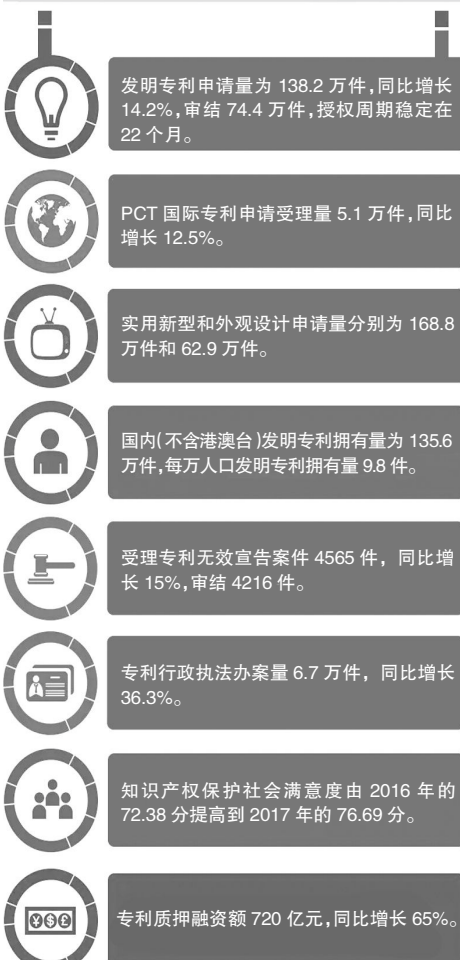 发明专利申请量为 138.2 万件,同比增长
14.2%,审结 74.4 万件,授权周期稳定在
22 个月。
PCT 国际专利申请受理量 5.1 万件,同比
增长 12.5%。
实用新型和外观设计申请量分别为 168.8
万件和 62.9 万件。
国内(不含港澳台)发明专利拥有量为 135.6
万件,每万人口发明专利拥有量 9.8 件。
受理专利无效宣告案件 4565 件，同比增
长 15%,审结 4216 件。
专利行政执法办案量 6.7 万件，同比增长
36.3%。
知识产权保护社会满意度由 2016 年的
72.38 分提高到 2017 年的 76.69 分。
¥$£
专利质押融资额 720 亿元,同比增长 65%。